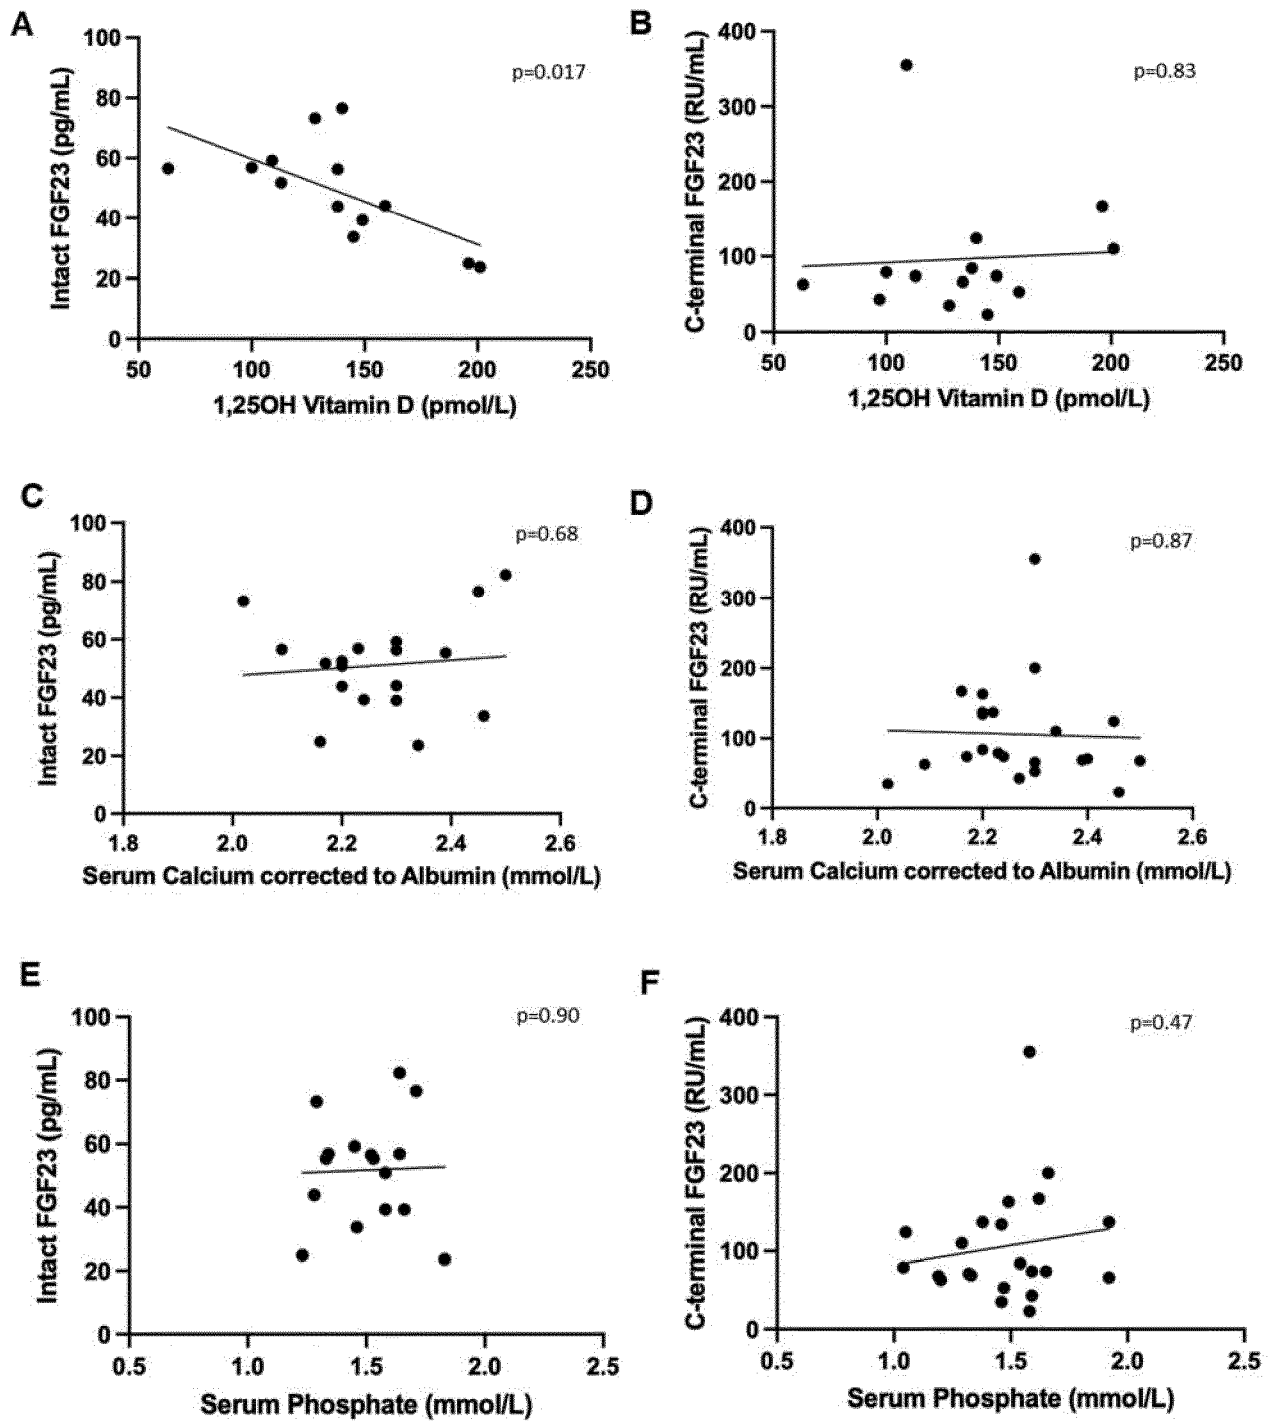 A
B
100
80
60
40
20
0
Intact FGF23 (pg/mL)
p=0.017
50 100 150 200 250
1,25OH Vitamin D (pmol/L)
400
300
200
100
0
C-terminal FGF23 (RU/mL)
p=0.83
50 100 150 200 250
1,25OH Vitamin D (pmol/L)
C
D
100
80
60
40
20
0
Intact FGF23 (pg/mL)
p=0.68
1.8 2.0 2.2 2.4 2.6
Serum Calcium corrected to Albumin (mmol/L)
400
300
200
100
0
C-terminal FGF23 (RU/mL)
p=0.87
1.8 2.0 2.2 2.4 2.6
Serum Calcium corrected to Albumin (mmol/L)
E
F
100
80
60
40
20
0
Intact FGF23 (pg/mL)
p=0.90
0.5 1.0 1.5 2.0 2.5
Serum Phosphate (mmol/L)
400
300
200
100
0
C-terminal FGF23 (RU/mL)
p=0.47
0.5 1.0 1.5 2.0 2.5
Serum Phosphate (mmol/L)